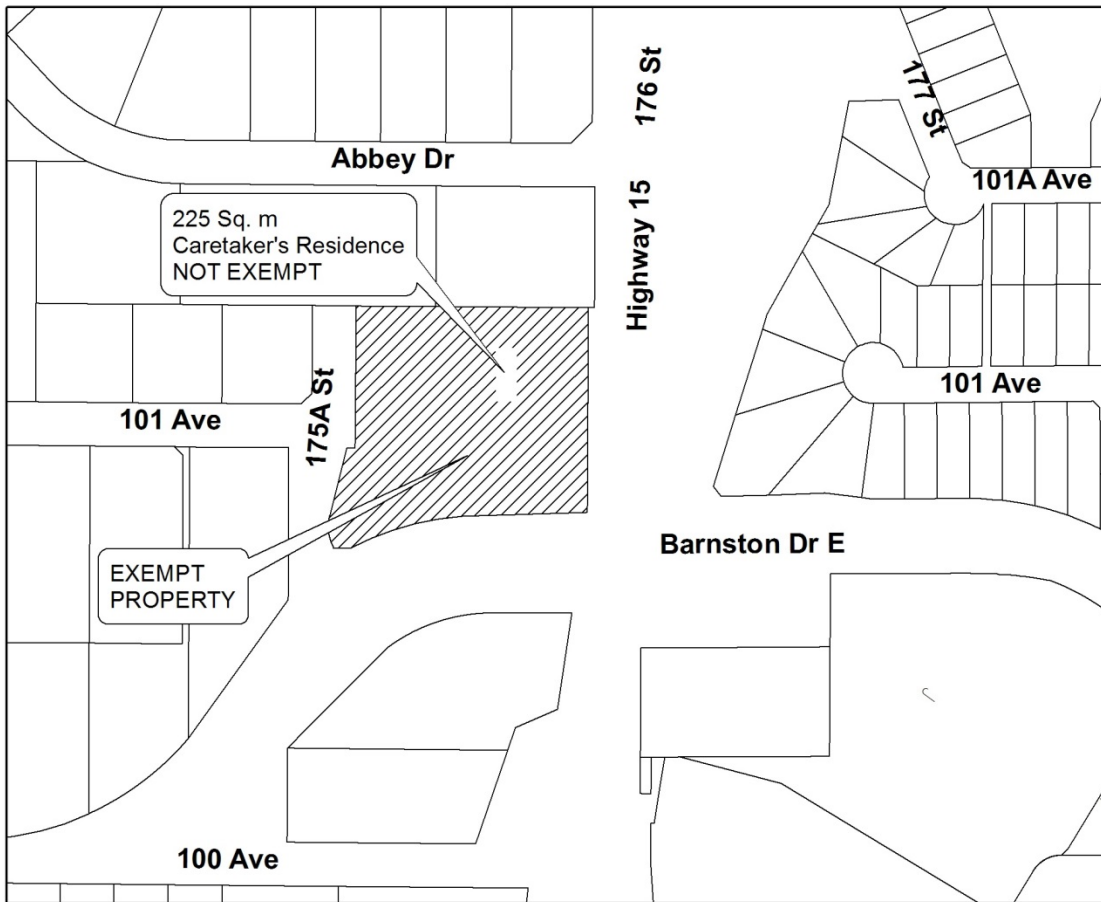 176 St
177 St
Abbey Dr
101A Ave
225 Sq. m
Caretaker's Residence
NOT EXEMPT
Highway 15
175A St
101 Ave
101 Ave
Barnston Dr E
EXEMPT
PROPERTY
100 Ave